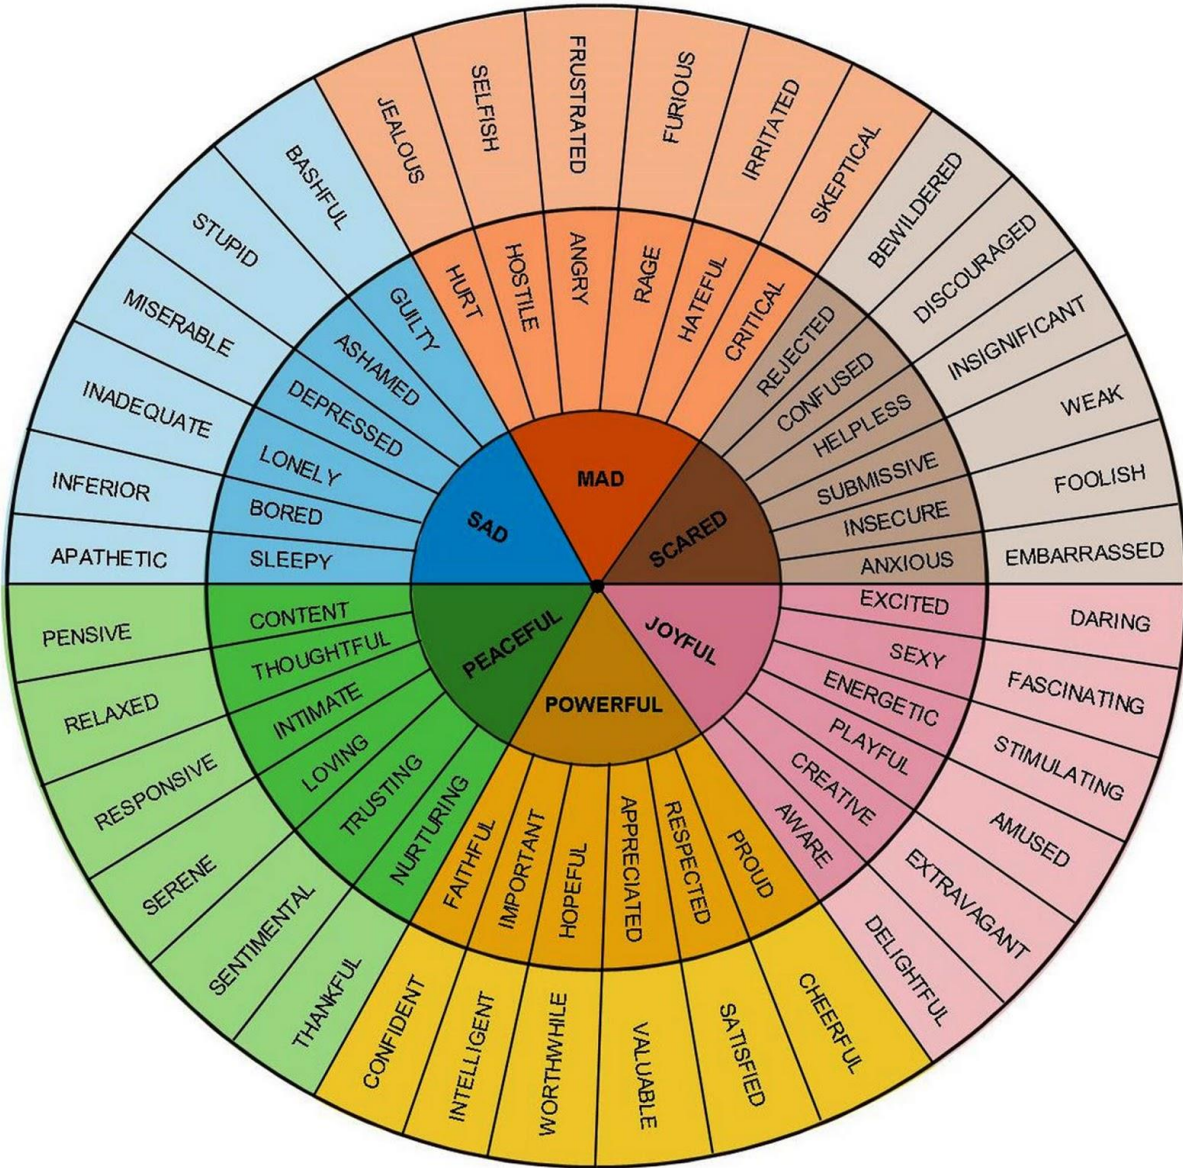 MAD
HURT
HOSTILE
ANGRY
RAGE
HATEFUL
CRITICAL
JEALOUS
SELFISH
FRUSTRATED
FURIOUS
IRRITATED
SKEPTICAL
SCARED
REJECTED
CONFUSED
HELPLESS
SUBMISSIVE
INSECURE
ANXIOUS
BEWILDERED
DISCOURAGED
INSIGNIFICANT
WEAK
FOOLISH
EMBARRASSED
JOYFUL
EXCITED
SEXY
ENERGETIC
PLAYFUL
CREATIVE
AWARE
DARING
FASCINATING
STIMULATING
AMUSED
EXTRAVAGANT
DELIGHTFUL
POWERFUL
PROUD
RESPECTED
APPRECIATED
HOPEFUL
IMPORTANT
FAITHFUL
CHEERFUL
SATISFIED
VALUABLE
WORTHWHILE
INTELLIGENT
CONFIDENT
PEACEFUL
NURTURING
TRUSTING
LOVING
INTIMATE
THOUGHTFUL
CONTENT
THANKFUL
SENTIMENTAL
SERENE
RESPONSIVE
RELAXED
PENSIVE
SAD
SLEEPY
BORED
LONELY
DEPRESSED
ASHAMED
GUILTY
APATHETIC
INFERIOR
INADEQUATE
MISERABLE
STUPID
BASHFUL